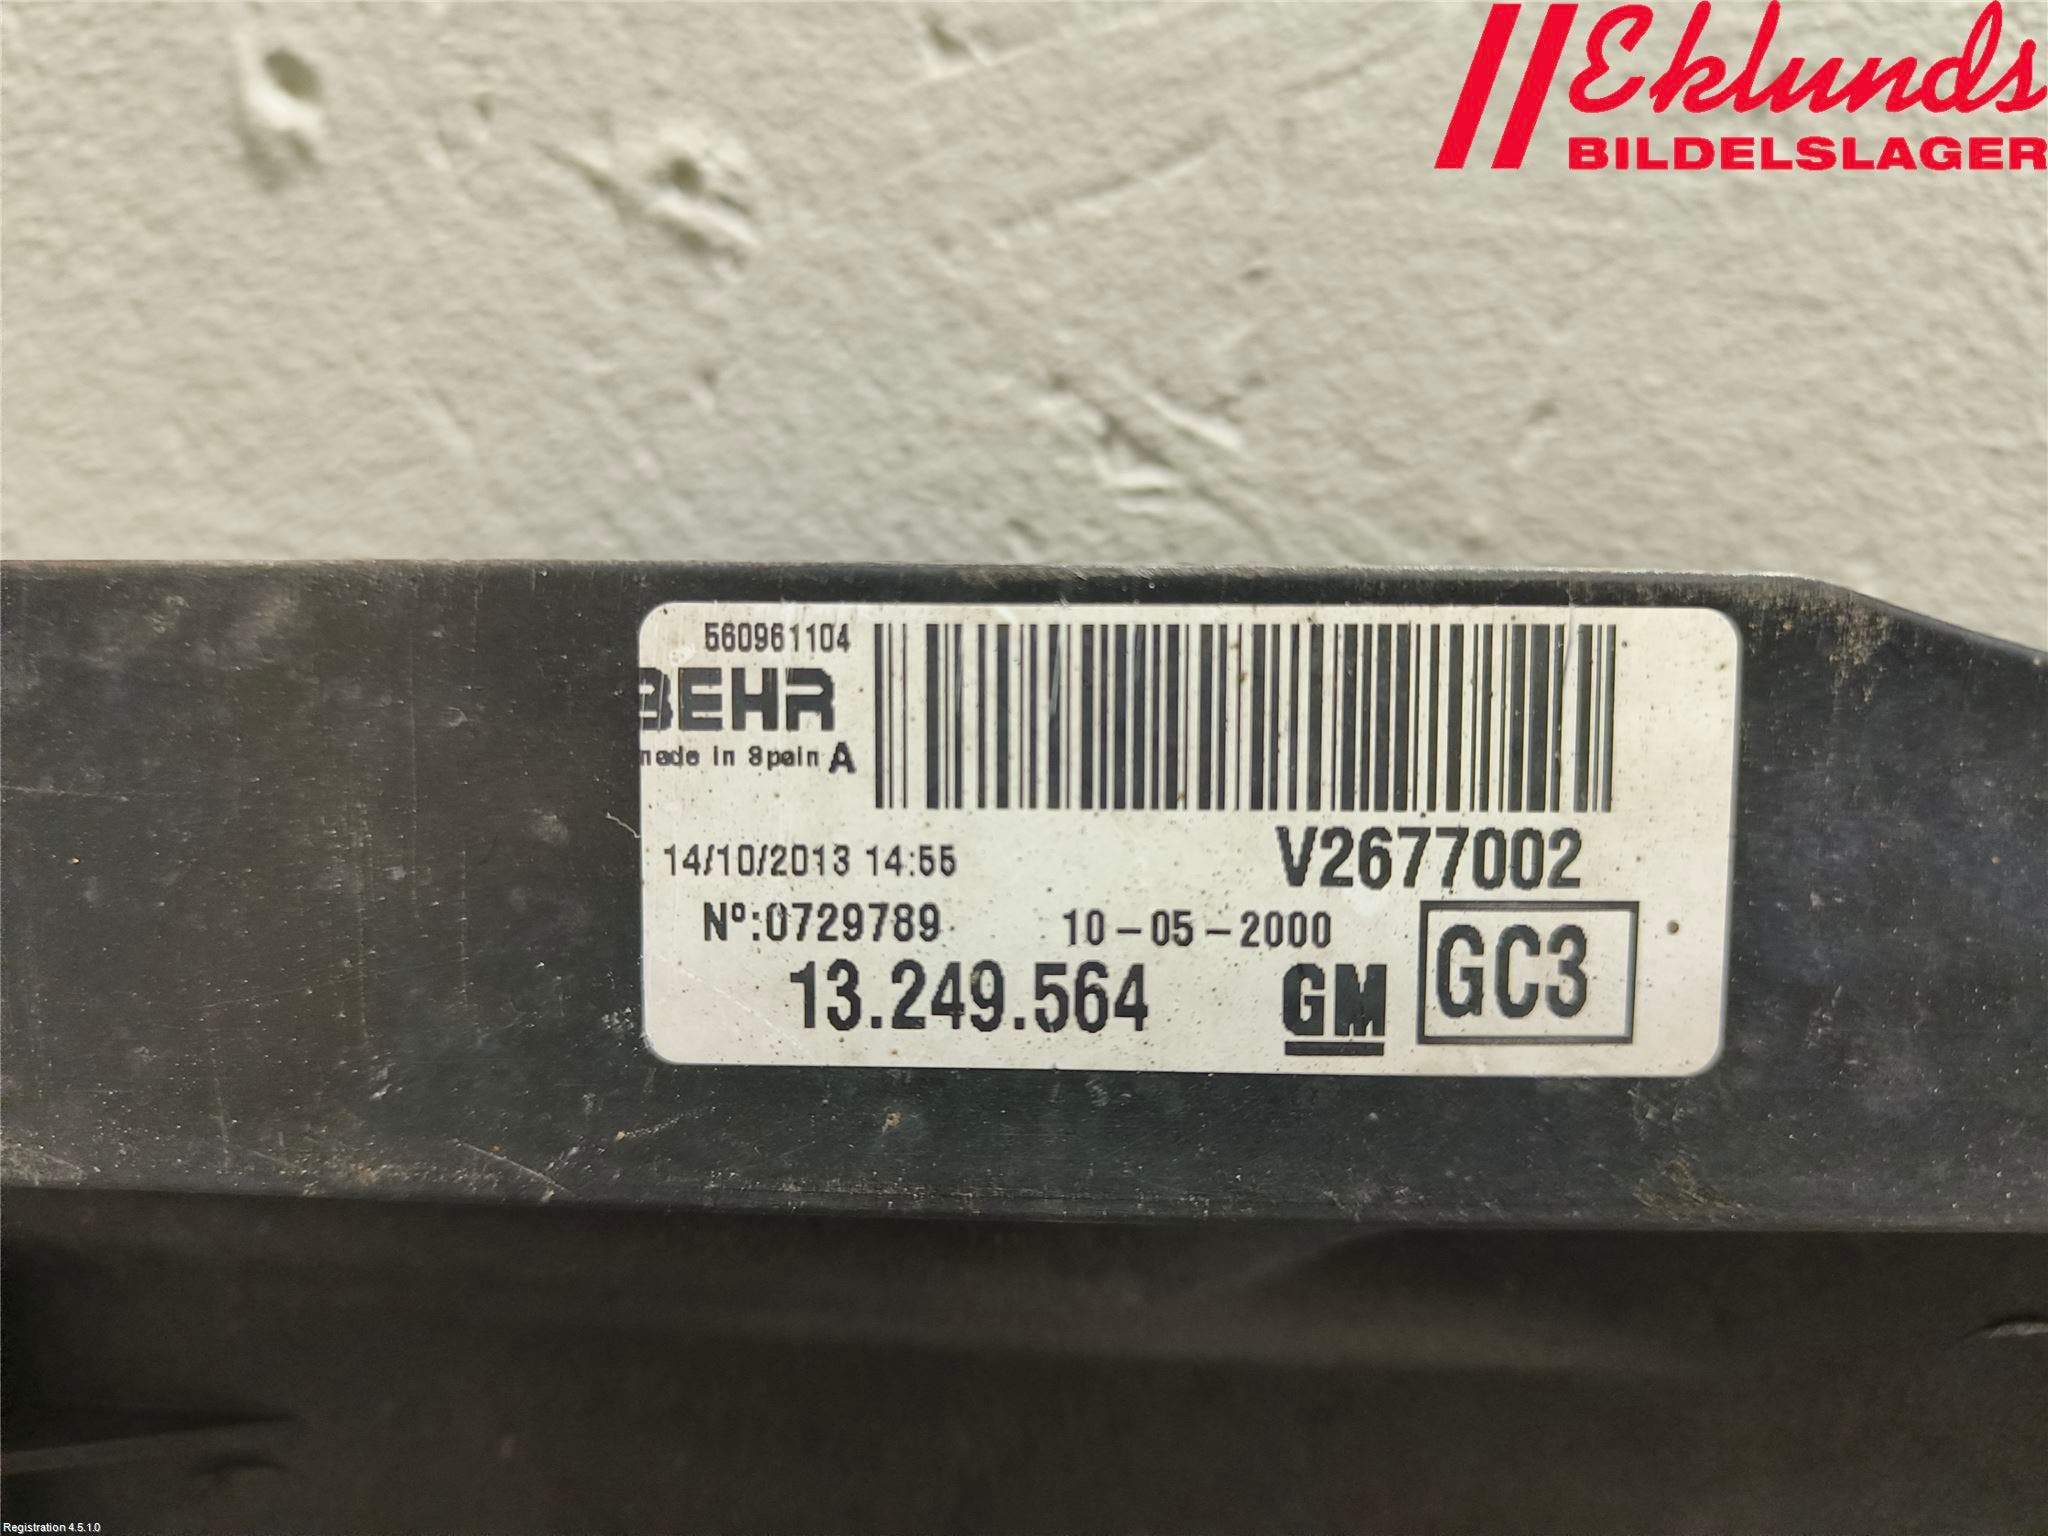 Eklunds
BILDELSLAGER
560961104
BEHR
made in Spain A
V2677002
14/10/2013 14:55
Nº:0729789 10-05-2000
13.249.564 GM GC3
Registration 4.5.1.0